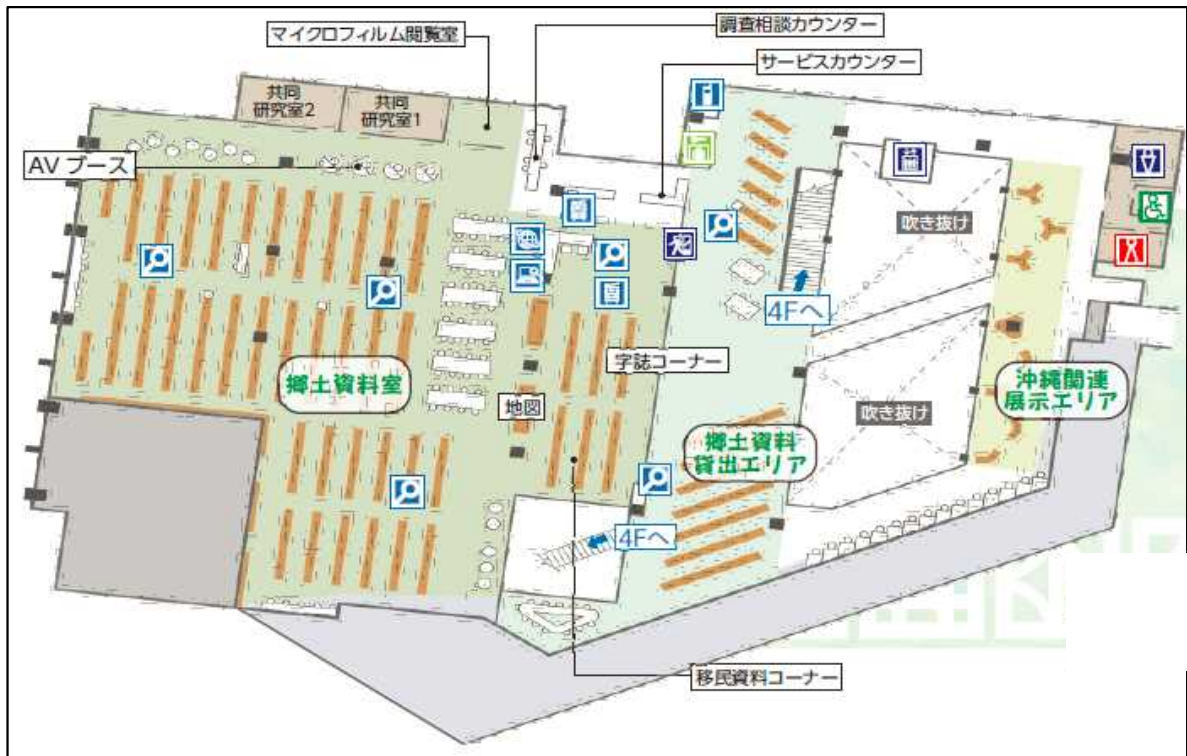 調査相談カウンター
マイクロフィルム閲覧室
サービスカウンター
共同
研究室2
共同
研究室1
AV ブース
吹き抜け
4Fへ
字誌コーナー
郷土資料室
沖縄関連
展示エリア
地図
吹き抜け
郷土資料
貸出エリア
4Fへ
移民資料コーナー